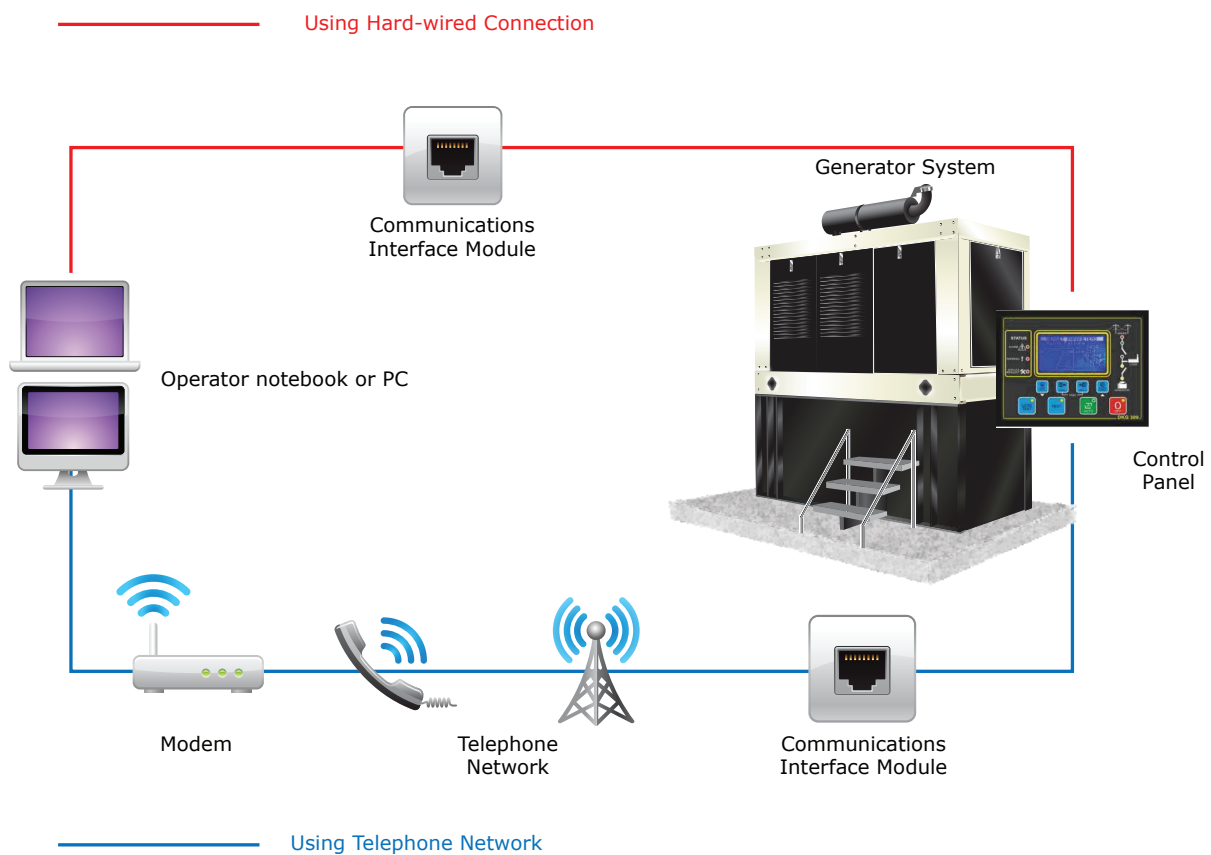 Using Hard-wired Connection
Communications
Interface Module
Generator System
Operator notebook or PC
STATUS
Control
Panel
Modem
Telephone
Network
Communications
Interface Module
Using Telephone Network